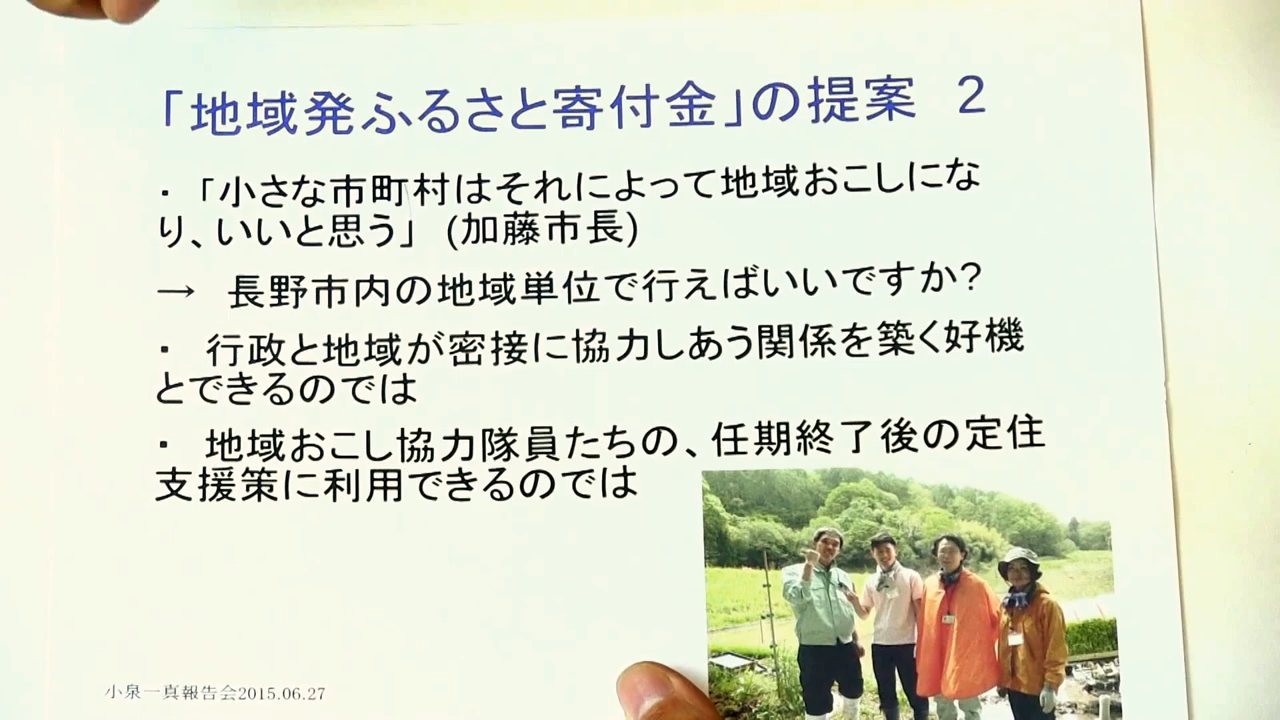 「地域発ふるさと寄付金」の提案 2
・「小さな市町村はそれによって地域おこしにな
り、いいと思う」 (加藤市長)
→ 長野市内の地域単位で行えばいいですか?
・ 行政と地域が密接に協力しあう関係を築く好機
とできるのでは
・ 地域おこし協力隊員たちの、任期終了後の定住
支援策に利用できるのでは
小泉一真報告会2015.06.27